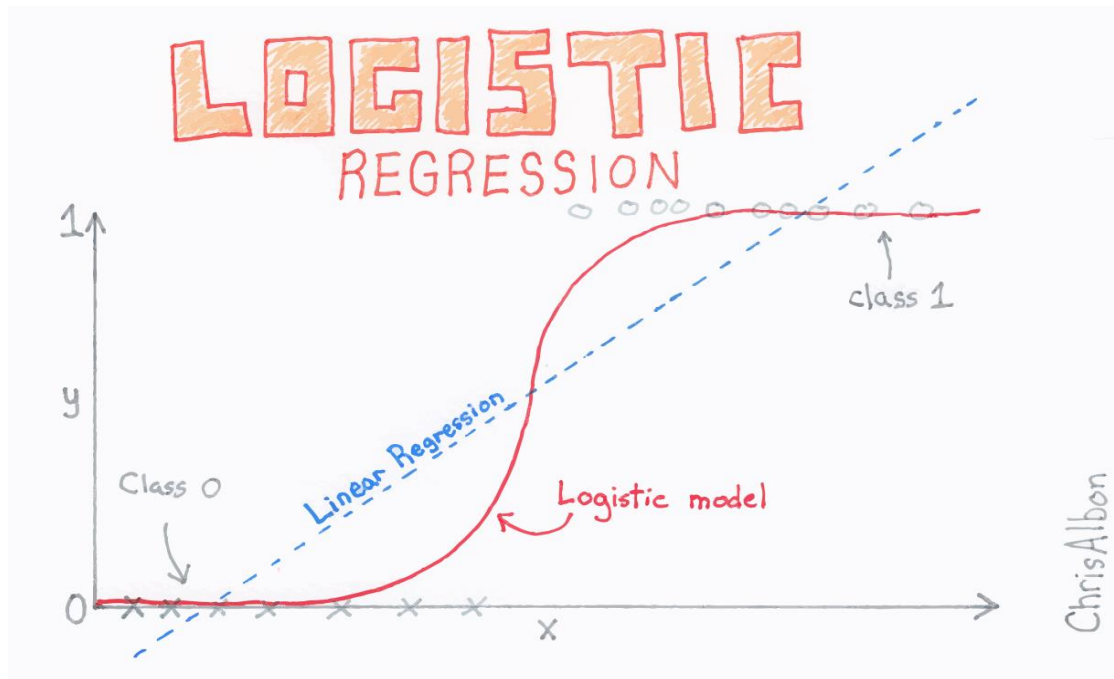 LOGISTIC
REGRESSION
1
class 1
y
Linear Regression
Class 0
Logistic model
0
x
ChrisAlbon